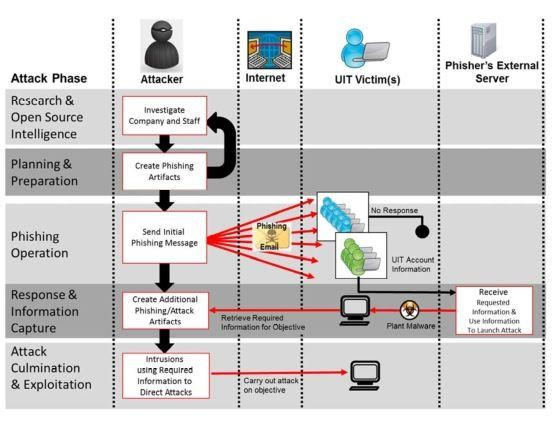 Attack Phase
Attacker
Internet
UIT Victim(s)
Phisher's External
Server
Research &
Open Source
Intelligence
Investigate
Company and Staff
Planning &
Preparation
Create Phishing
Artifacts
Phishing
Operation
Send Initial
Phishing Message
Phishing
Email
No Response
UIT Account
Information
Response &
Information
Capture
Create Additional
Phishing/Attack
Artifacts
Retrieve Required
Information for Objective
Plant Malware
Receive
Requested
Information &
Use Information
To Launch Attack
Attack
Culmination
& Exploitation
Intrusions
using Required
Information to
Direct Attacks
Carry out attack
on objective